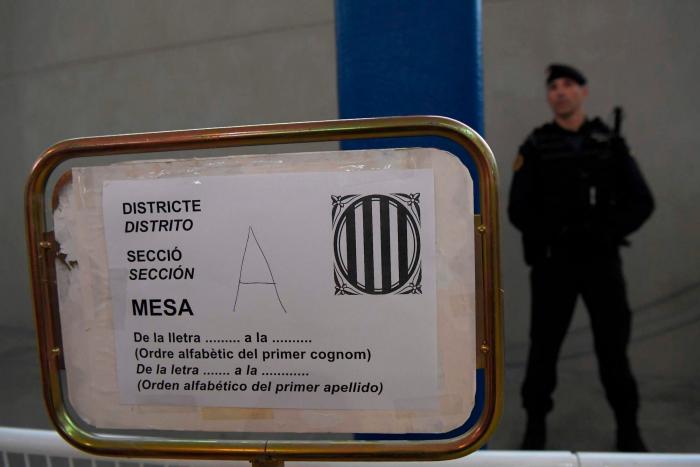 DISTRICTE
DISTRITO
SECCIÓ
SECCIÓN
A
MESA
De la lletra ......... a la ..........
(Ordre alfabètic del primer cognom)
De la letra ....... a la ............
(Orden alfabético del primer apellido)